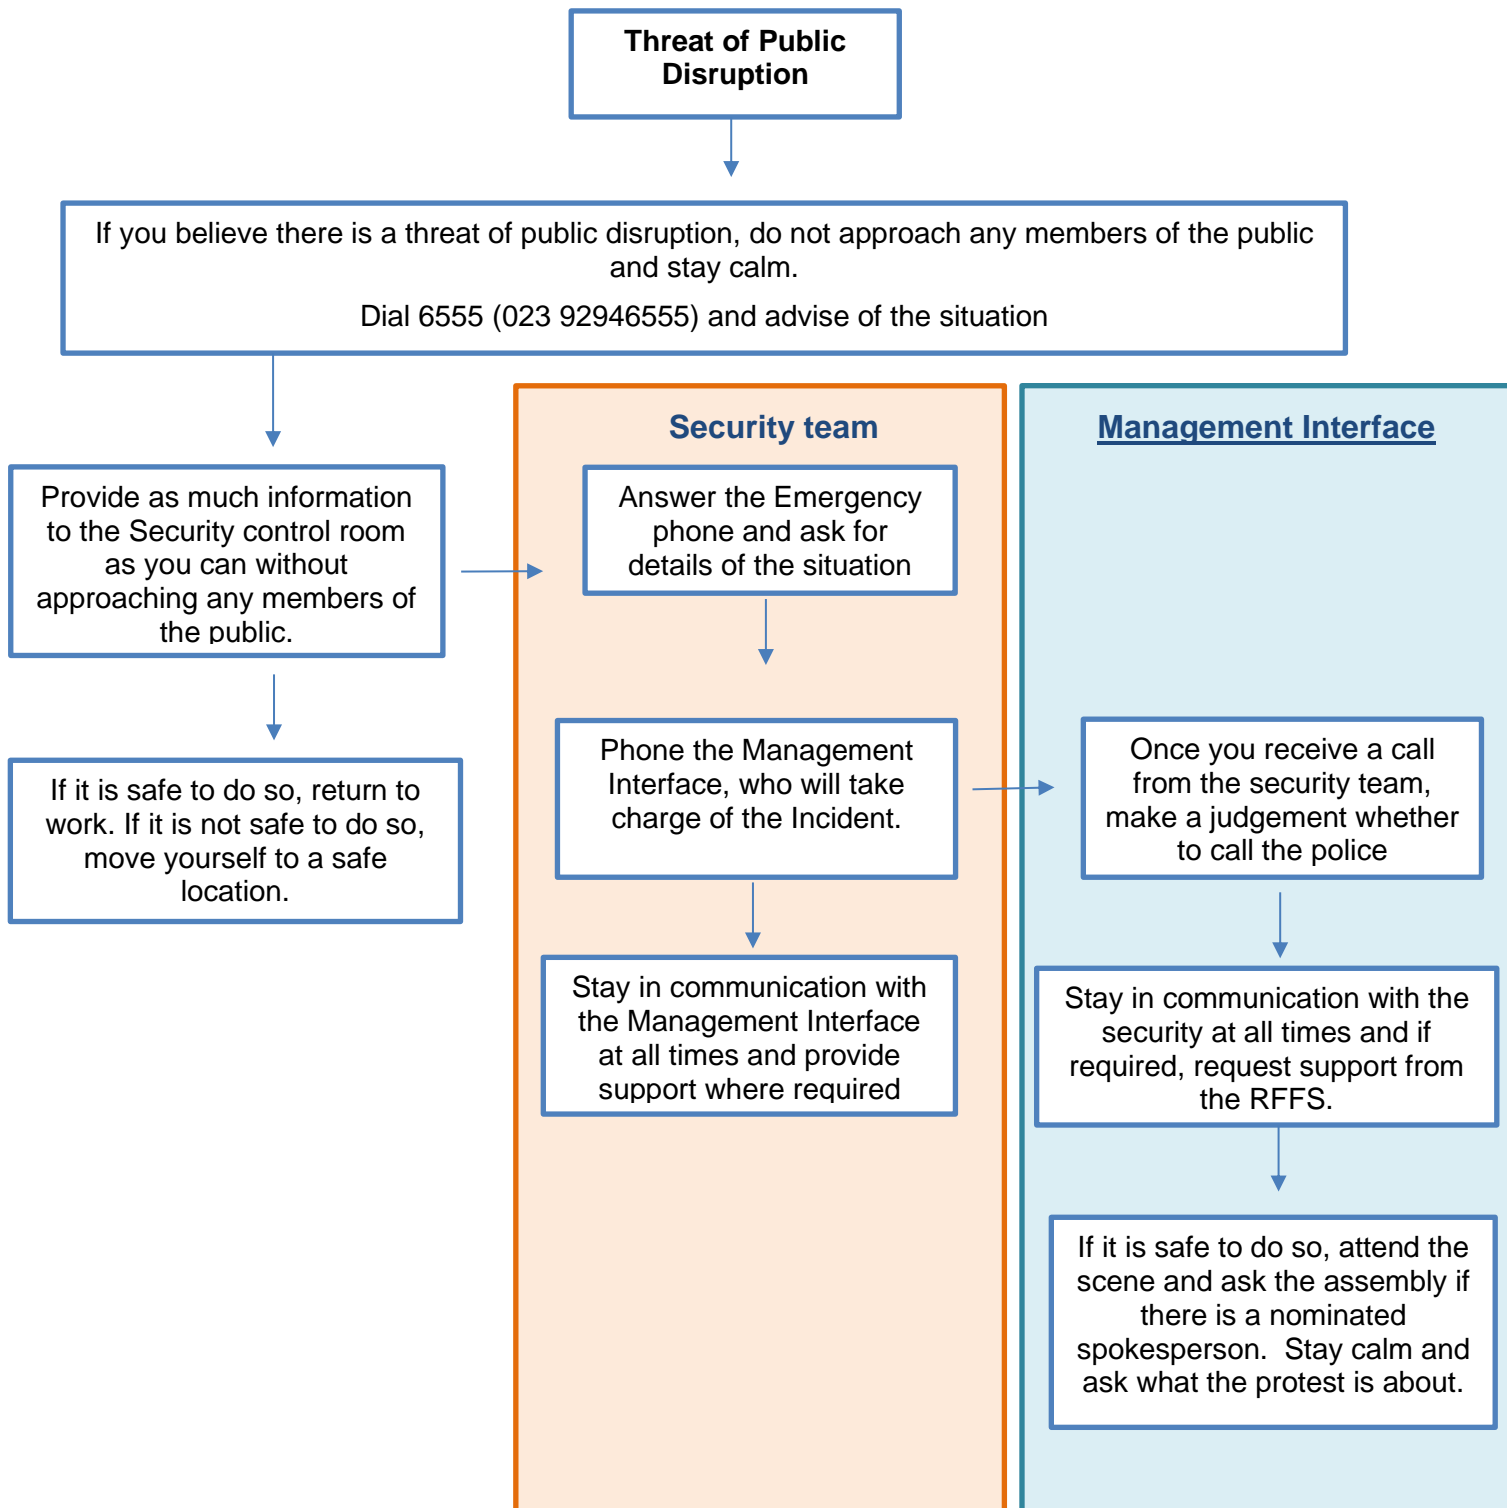 Threat of Public
Disruption
If you believe there is a threat of public disruption, do not approach any members of the public
and stay calm.
Dial 6555 (023 92946555) and advise of the situation
Provide as much information
to the Security control room
as you can without
approaching any members of
the public.
If it is safe to do so, return to
work. If it is not safe to do so,
move yourself to a safe
location.
Security team
Answer the Emergency
phone and ask for
details of the situation
Phone the Management
Interface, who will take
charge of the Incident.
Stay in communication with
the Management Interface
at all times and provide
support where required
Management Interface
Once you receive a call
from the security team,
make a judgement whether
to call the police
Stay in communication with the
security at all times and if
required, request support from
the RFFS.
If it is safe to do so, attend the
scene and ask the assembly if
there is a nominated
spokesperson.  Stay calm and
ask what the protest is about.